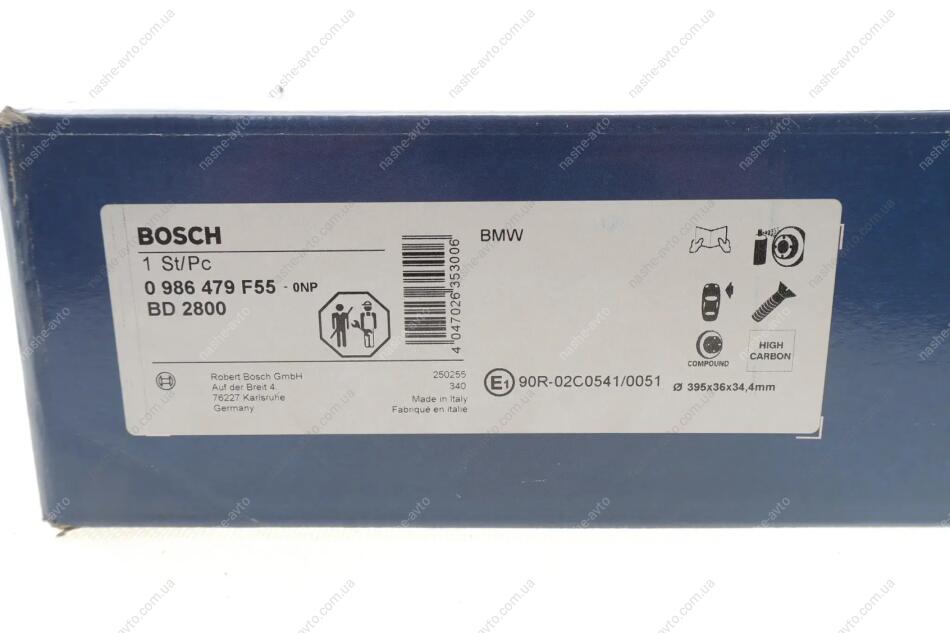 BOSCH
1 St/Pc
0 986 479 F55 - 0NP
BD 2800
4 047026 353006
BMW
COMPOUND
HIGH
CARBON
Robert Bosch GmbH
Auf der Breit 4.
76227 Karlsruhe
Germany
250255
340
Made in Italy
Fabriqué en italie
E1 90R-02C0541/0051
Ø 395x36x34,4mm
nashe-avto.com.ua